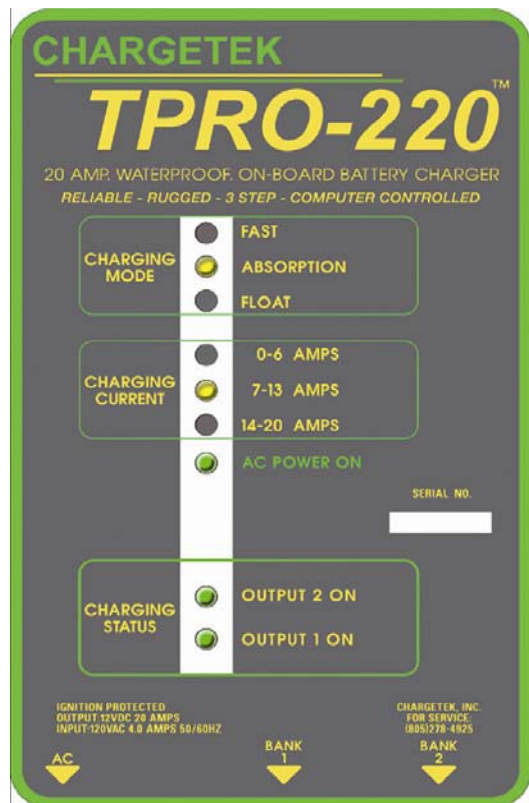 CHARGETEK
TPRO-220™
20 AMP. WATERPROOF. ON-BOARD BATTERY CHARGER
RELIABLE - RUGGED - 3 STEP - COMPUTER CONTROLLED
CHARGING
MODE
FAST
ABSORPTION
FLOAT
CHARGING
CURRENT
0-6 AMPS
7-13 AMPS
14-20 AMPS
AC POWER ON
SERIAL NO.
CHARGING
STATUS
OUTPUT 2 ON
OUTPUT 1 ON
IGNITION PROTECTED
OUTPUT:12VDC 20 AMPS
INPUT:120VAC 4.0 AMPS 50/60HZ
CHARGETEK, INC.
FOR SERVICE:
(805)278-4925
AC
BANK
1
BANK
2